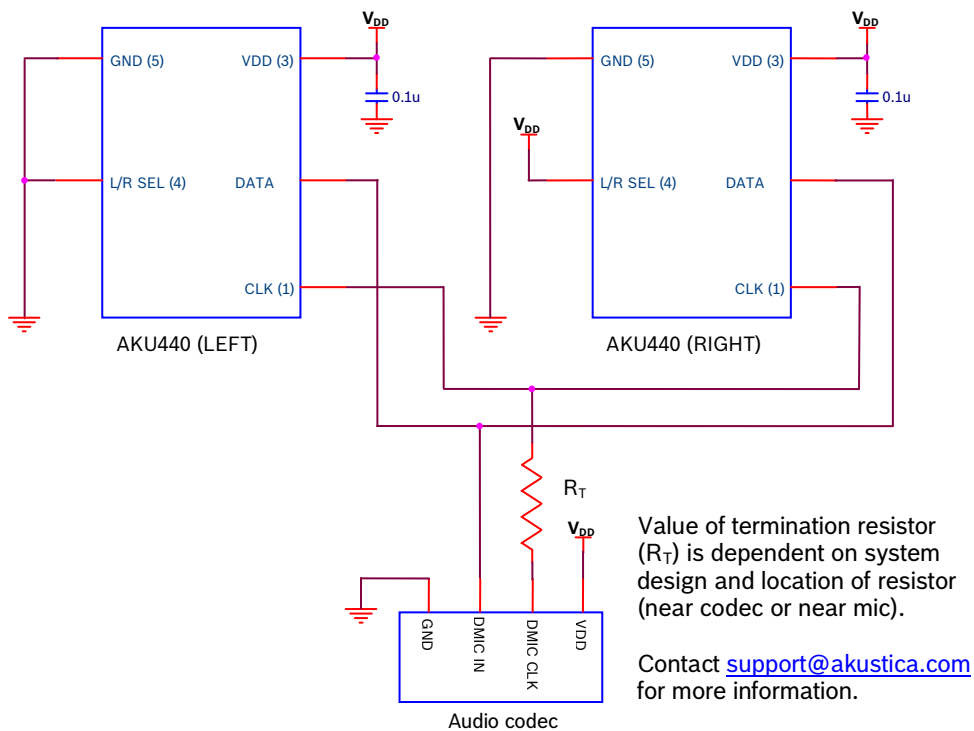 VDD
VDD
GND (5)
VDD (3)
GND (5)
VDD (3)
0.1u
0.1u
VDD
L/R SEL (4)
DATA
L/R SEL (4)
DATA
CLK (1)
CLK (1)
AKU440 (LEFT)
AKU440 (RIGHT)
RT
VDD
Value of termination resistor
(RT) is dependent on system
design and location of resistor
(near codec or near mic).
GND
DMIC IN
DMIC CLK
VDD
Contact support@akustica.com
for more information.
Audio codec